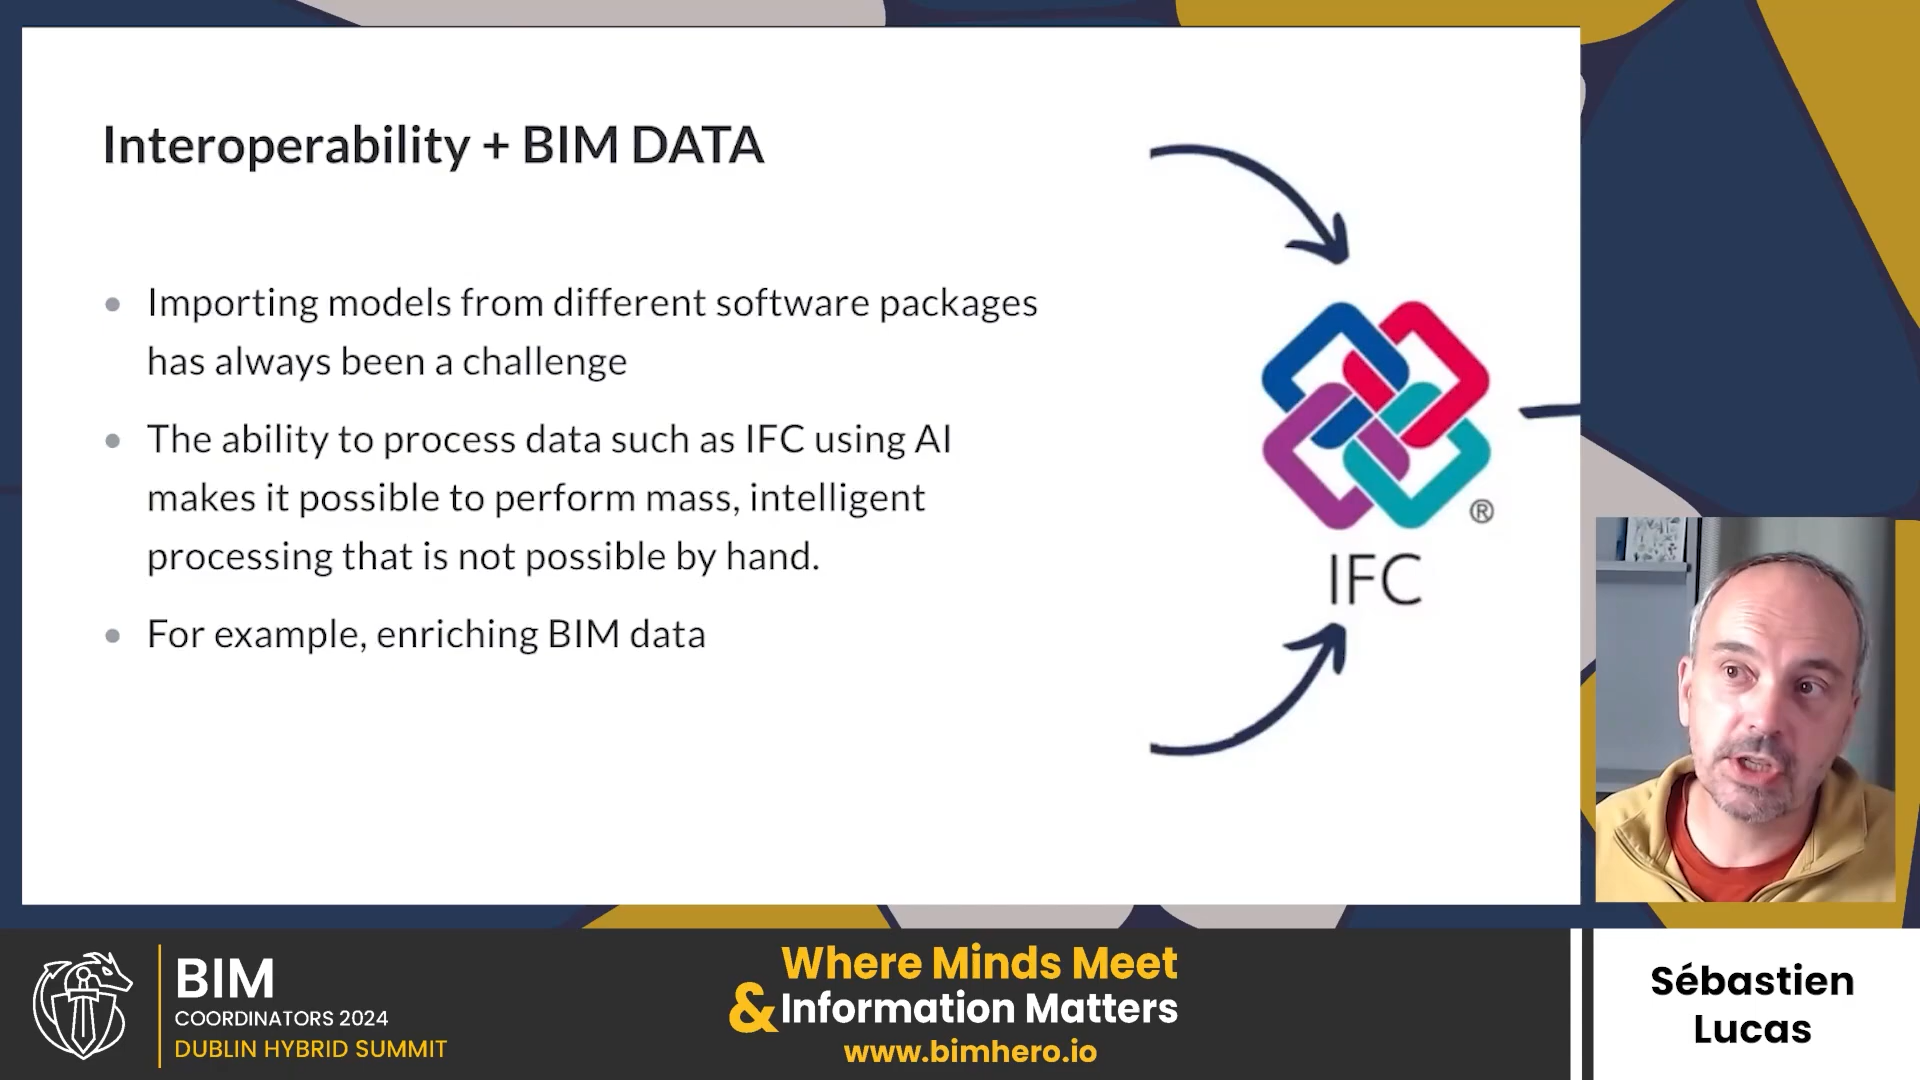 Interoperability + BIM DATA
Importing models from different software packages
has always been a challenge
The ability to process data such as IFC using AI
makes it possible to perform mass, intelligent
processing that is not possible by hand.
For example, enriching BIM data
®
IFC
BIM
COORDINATORS 2024
DUBLIN HYBRID SUMMIT
Where Minds Meet
& Information Matters
www.bimhero.io
Sébastien
Lucas